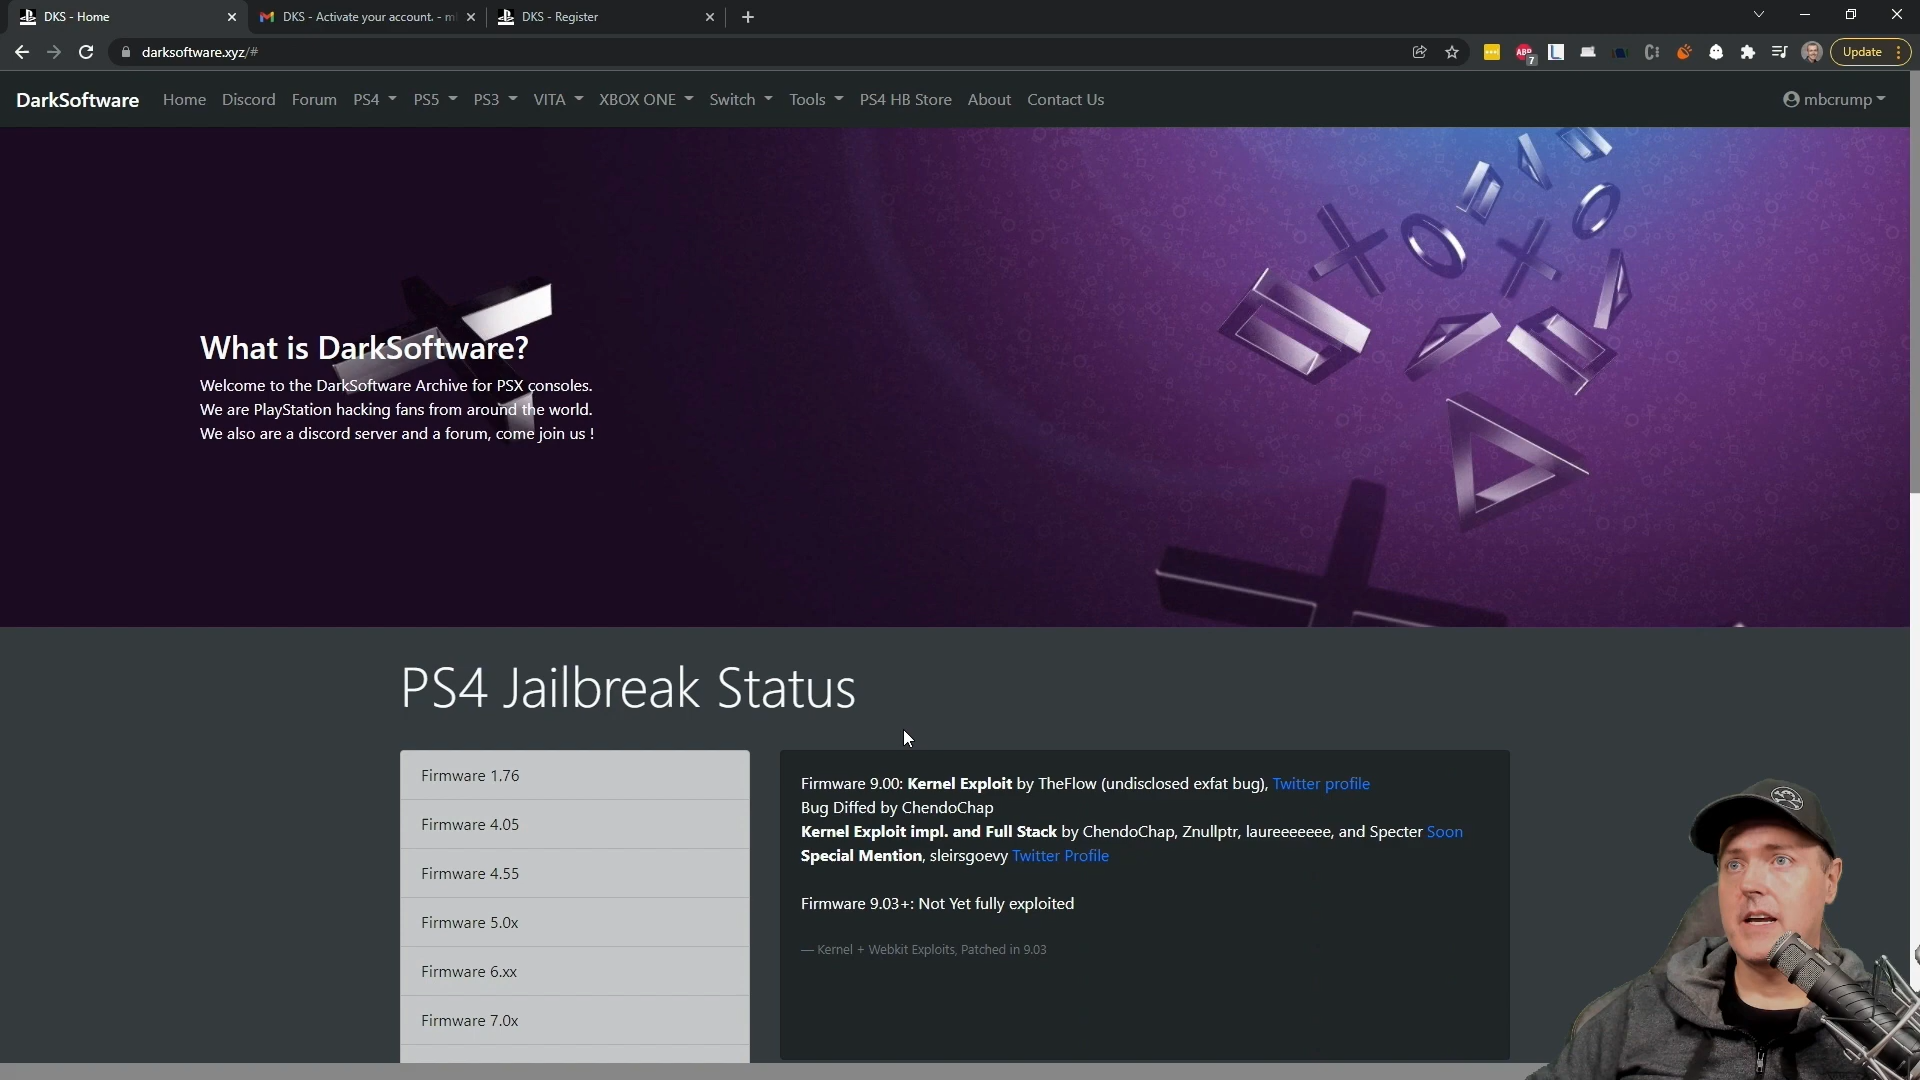 DKS - Home
DKS - Activate your account. - m
DKS - Register
darksoftware.xyz/#
ABP
7
Update
DarkSoftware Home Discord Forum PS4 PS5 PS3 VITA XBOX ONE Switch Tools PS4 HB Store About Contact Us mbcrump
What is DarkSoftware?
Welcome to the DarkSoftware Archive for PSX consoles.
We are PlayStation hacking fans from around the world.
We also are a discord server and a forum, come join us !
PS4 Jailbreak Status
Firmware 1.76
Firmware 4.05
Firmware 4.55
Firmware 5.0x
Firmware 6.xx
Firmware 7.0x
Firmware 9.00: Kernel Exploit by TheFlow (undisclosed exfat bug), Twitter profile
Bug Diffed by ChendoChap
Kernel Exploit impl. and Full Stack by ChendoChap, Znullptr, laureeeeeee, and Specter Soon
Special Mention, sleirsgoevy Twitter Profile
Firmware 9.03+: Not Yet fully exploited
— Kernel + Webkit Exploits, Patched in 9.03